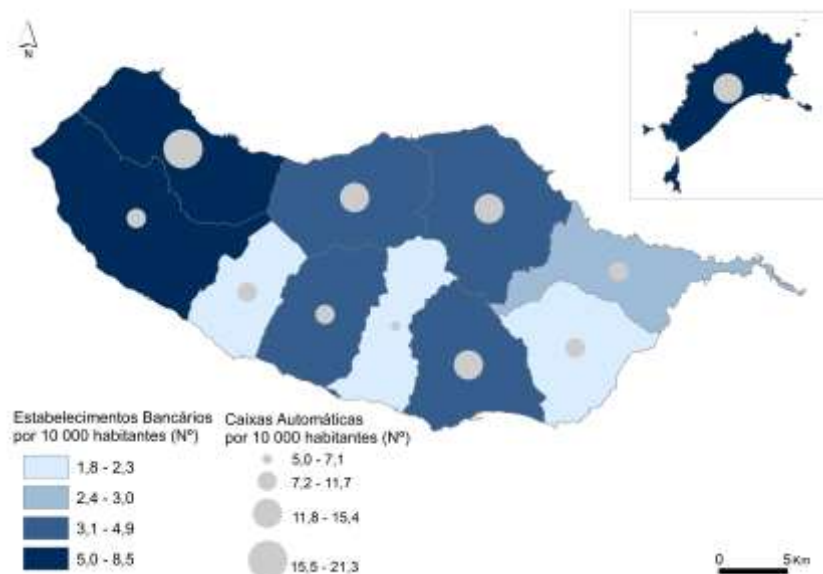 N
Estabelecimentos Bancários
por 10 000 habitantes (Nº)
1,8 - 2,3
2,4 - 3,0
3,1 - 4,9
5,0 - 8,5
Caixas Automáticas
por 10 000 habitantes (Nº)
5,0 - 7,1
7,2 - 11,7
11,8 - 15,4
15,5 - 21,3
0 5 Km